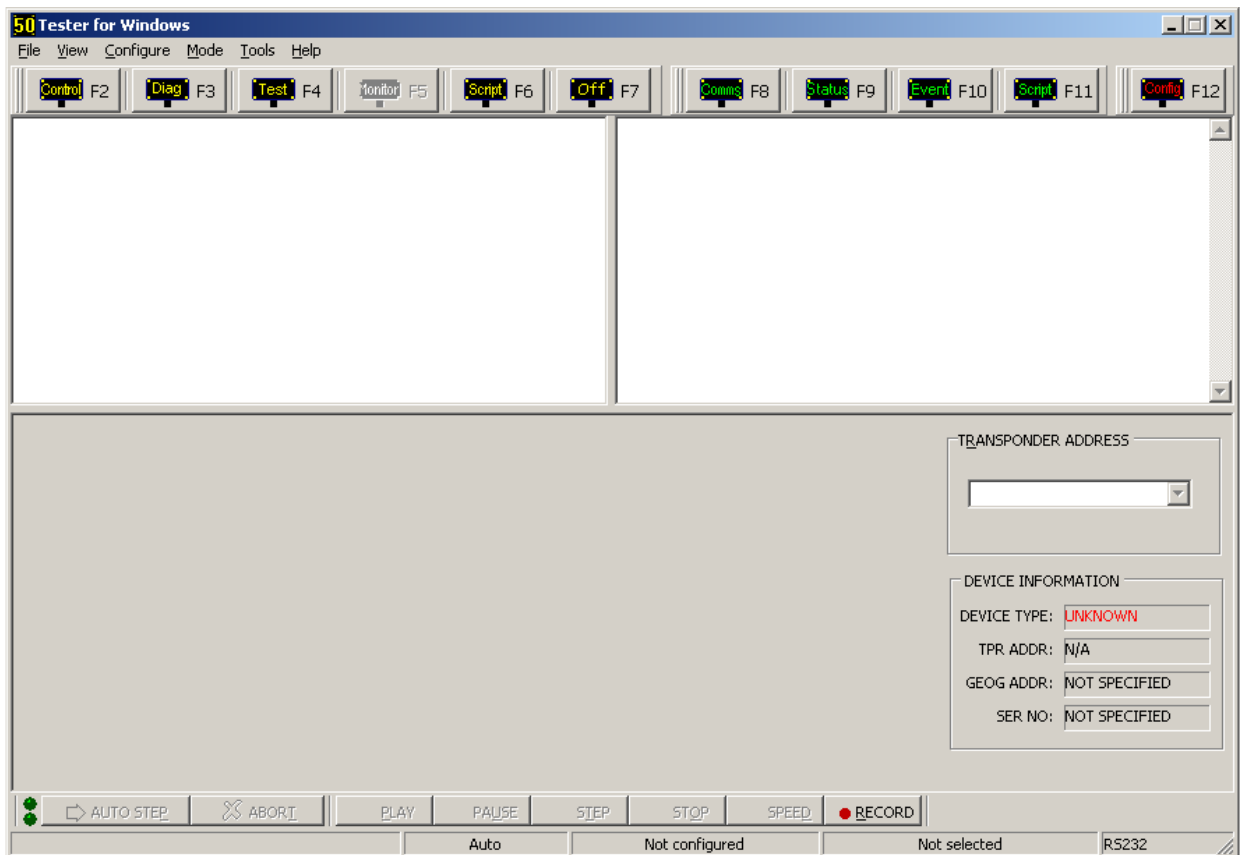 50 Tester for Windows
File View Configure Mode Tools Help
Control F2 Diag F3 Test F4 Monitor F5 Script F6 Off F7 Comms F8 Status F9 Event F10 Script F11 Config F12
TRANSPONDER ADDRESS
DEVICE INFORMATION
DEVICE TYPE: UNKNOWN
TPR ADDR: N/A
GEOG ADDR: NOT SPECIFIED
SER NO: NOT SPECIFIED
AUTO STEP ABORT PLAY PAUSE STEP STOP SPEED RECORD
Auto Not configured Not selected RS232